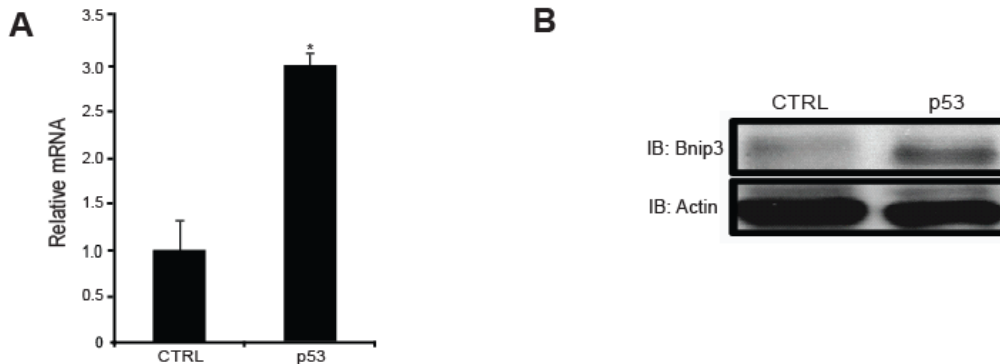 A
Relative mRNA
3.5
3.0
2.5
2.0
1.5
1.0
0.5
0
*
CTRL p53
B
CTRL p53
IB: Bnip3
IB: Actin